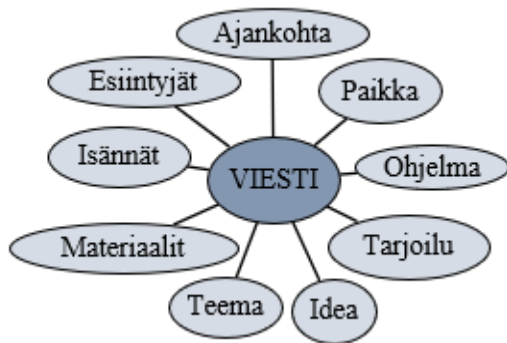 Ajankohta
Esiintyjät
Paikka
Isännät
VIESTI
Ohjelma
Materiaalit
Tarjoilu
Teema
Idea